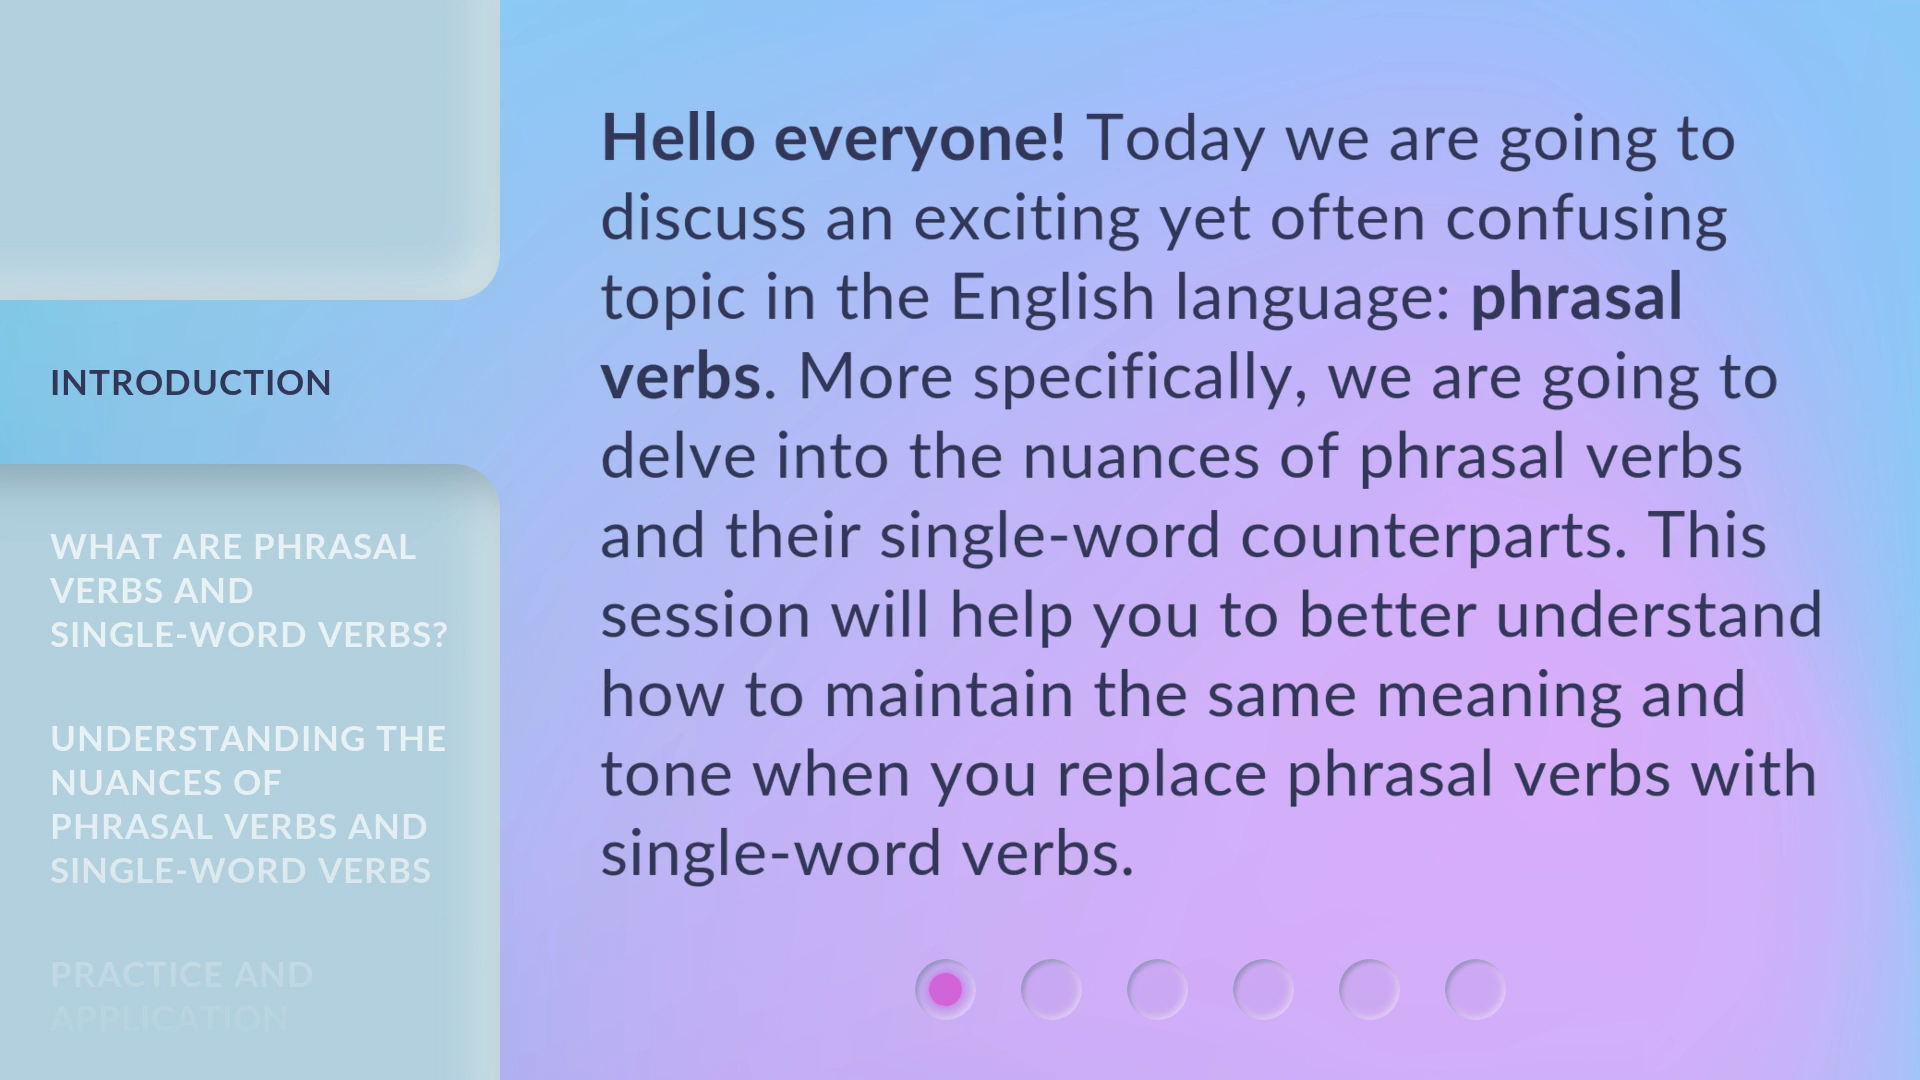 INTRODUCTION
WHAT ARE PHRASAL
VERBS AND
SINGLE-WORD VERBS?
UNDERSTANDING THE
NUANCES OF
PHRASAL VERBS AND
SINGLE-WORD VERBS
PRACTICE AND
APPLICATION
Hello everyone! Today we are going to
discuss an exciting yet often confusing
topic in the English language: phrasal
verbs. More specifically, we are going to
delve into the nuances of phrasal verbs
and their single-word counterparts. This
session will help you to better understand
how to maintain the same meaning and
tone when you replace phrasal verbs with
single-word verbs.